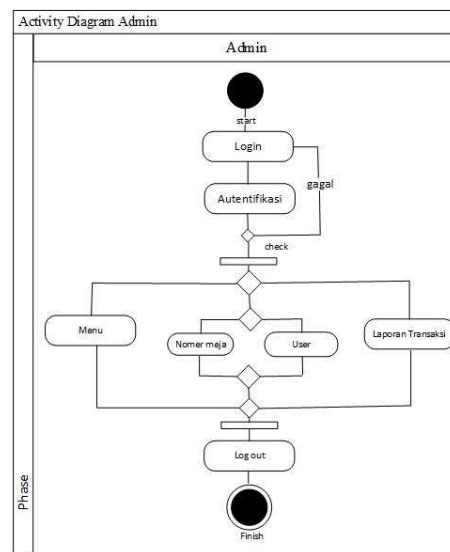 Activity Diagram Admin
Admin
start
Login
gagal
Autentifikasi
check
Menu
Nomer meja
User
Laporan Transaksi
Log out
Finish
Phase